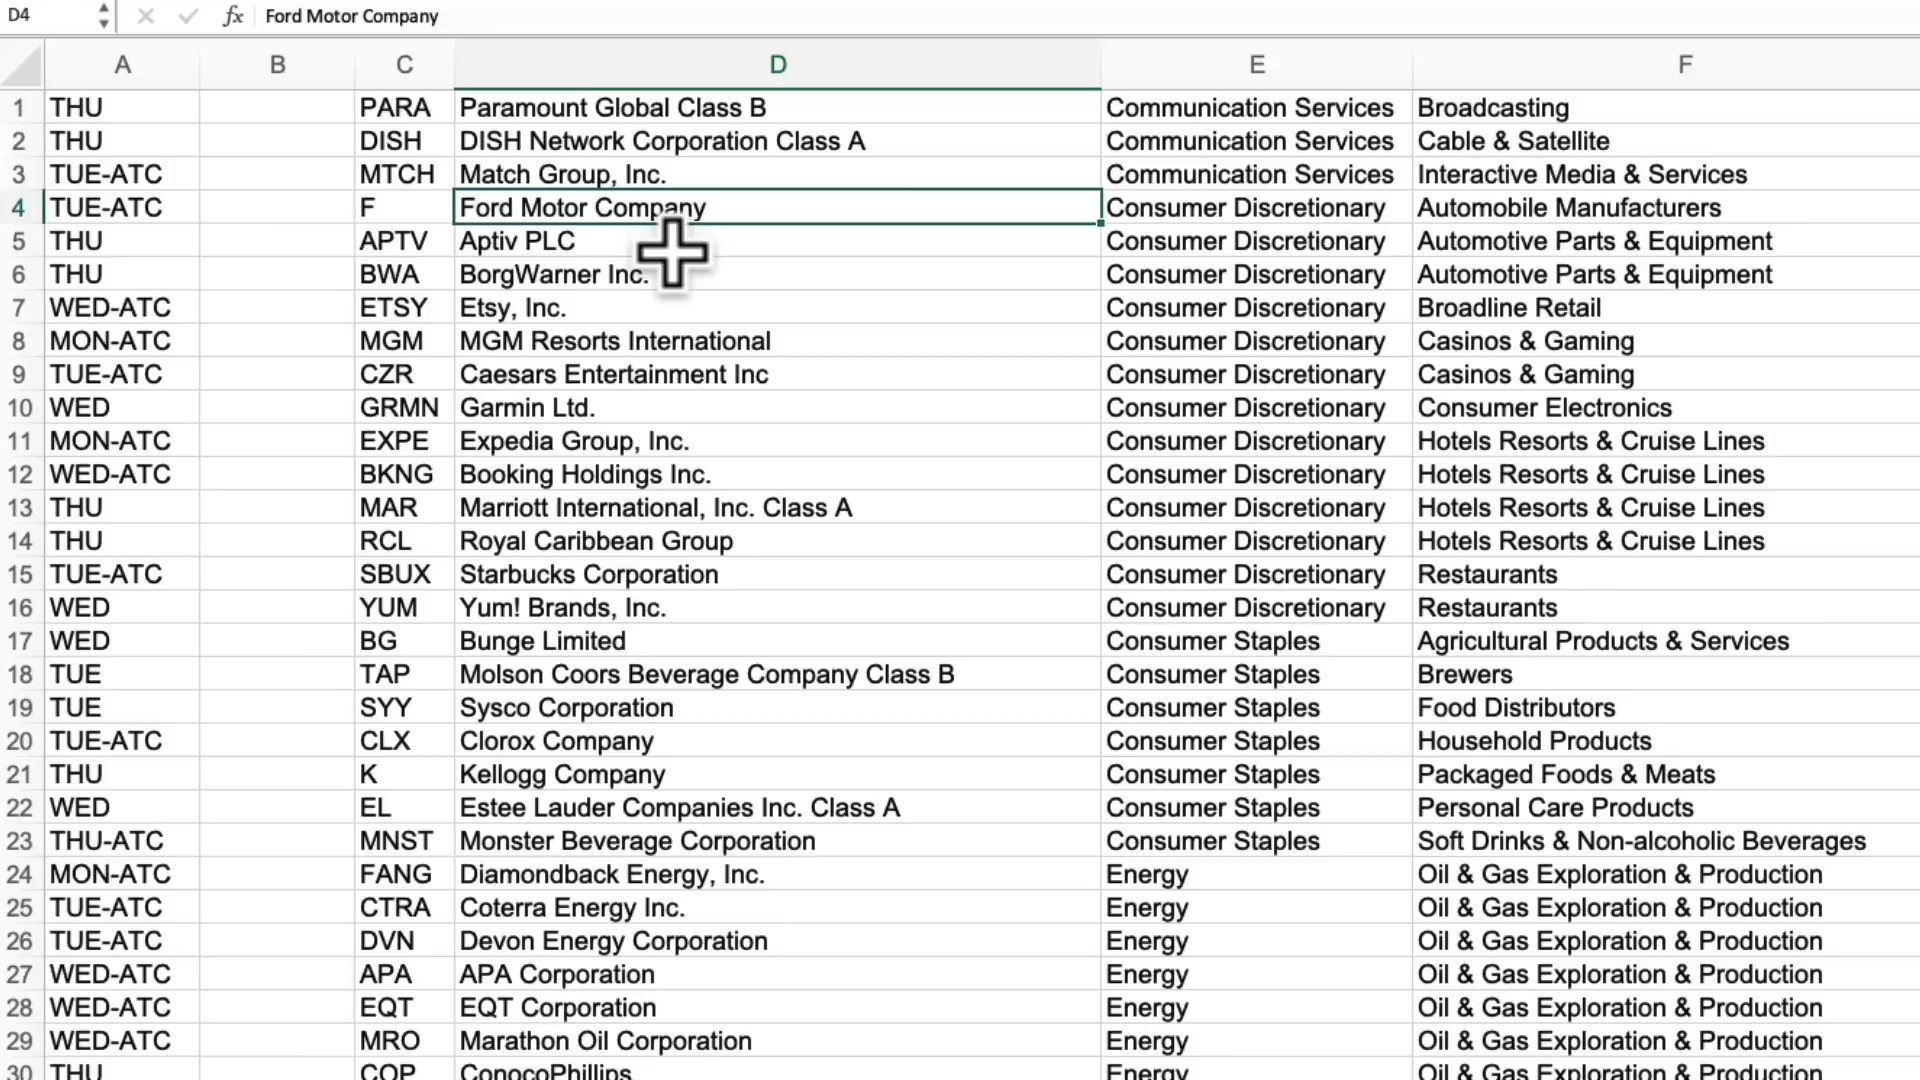 D4 fx Ford Motor Company
A B C D E F
1 THU PARA Paramount Global Class B Communication Services Broadcasting
2 THU DISH DISH Network Corporation Class A Communication Services Cable & Satellite
3 TUE-ATC MTCH Match Group, Inc. Communication Services Interactive Media & Services
4 TUE-ATC F Ford Motor Company Consumer Discretionary Automobile Manufacturers
5 THU APTV Aptiv PLC Consumer Discretionary Automotive Parts & Equipment
6 THU BWA BorgWarner Inc. Consumer Discretionary Automotive Parts & Equipment
7 WED-ATC ETSY Etsy, Inc. Consumer Discretionary Broadline Retail
8 MON-ATC MGM MGM Resorts International Consumer Discretionary Casinos & Gaming
9 TUE-ATC CZR Caesars Entertainment Inc Consumer Discretionary Casinos & Gaming
10 WED GRMN Garmin Ltd. Consumer Discretionary Consumer Electronics
11 MON-ATC EXPE Expedia Group, Inc. Consumer Discretionary Hotels Resorts & Cruise Lines
12 WED-ATC BKNG Booking Holdings Inc. Consumer Discretionary Hotels Resorts & Cruise Lines
13 THU MAR Marriott International, Inc. Class A Consumer Discretionary Hotels Resorts & Cruise Lines
14 THU RCL Royal Caribbean Group Consumer Discretionary Hotels Resorts & Cruise Lines
15 TUE-ATC SBUX Starbucks Corporation Consumer Discretionary Restaurants
16 WED YUM Yum! Brands, Inc. Consumer Discretionary Restaurants
17 WED BG Bunge Limited Consumer Staples Agricultural Products & Services
18 TUE TAP Molson Coors Beverage Company Class B Consumer Staples Brewers
19 TUE SYY Sysco Corporation Consumer Staples Food Distributors
20 TUE-ATC CLX Clorox Company Consumer Staples Household Products
21 THU K Kellogg Company Consumer Staples Packaged Foods & Meats
22 WED EL Estee Lauder Companies Inc. Class A Consumer Staples Personal Care Products
23 THU-ATC MNST Monster Beverage Corporation Consumer Staples Soft Drinks & Non-alcoholic Beverages
24 MON-ATC FANG Diamondback Energy, Inc. Energy Oil & Gas Exploration & Production
25 TUE-ATC CTRA Coterra Energy Inc. Energy Oil & Gas Exploration & Production
26 TUE-ATC DVN Devon Energy Corporation Energy Oil & Gas Exploration & Production
27 WED-ATC APA APA Corporation Energy Oil & Gas Exploration & Production
28 WED-ATC EQT EQT Corporation Energy Oil & Gas Exploration & Production
29 WED-ATC MRO Marathon Oil Corporation Energy Oil & Gas Exploration & Production
30 THU COP ConocoPhillips Energy Oil & Gas Exploration & Production